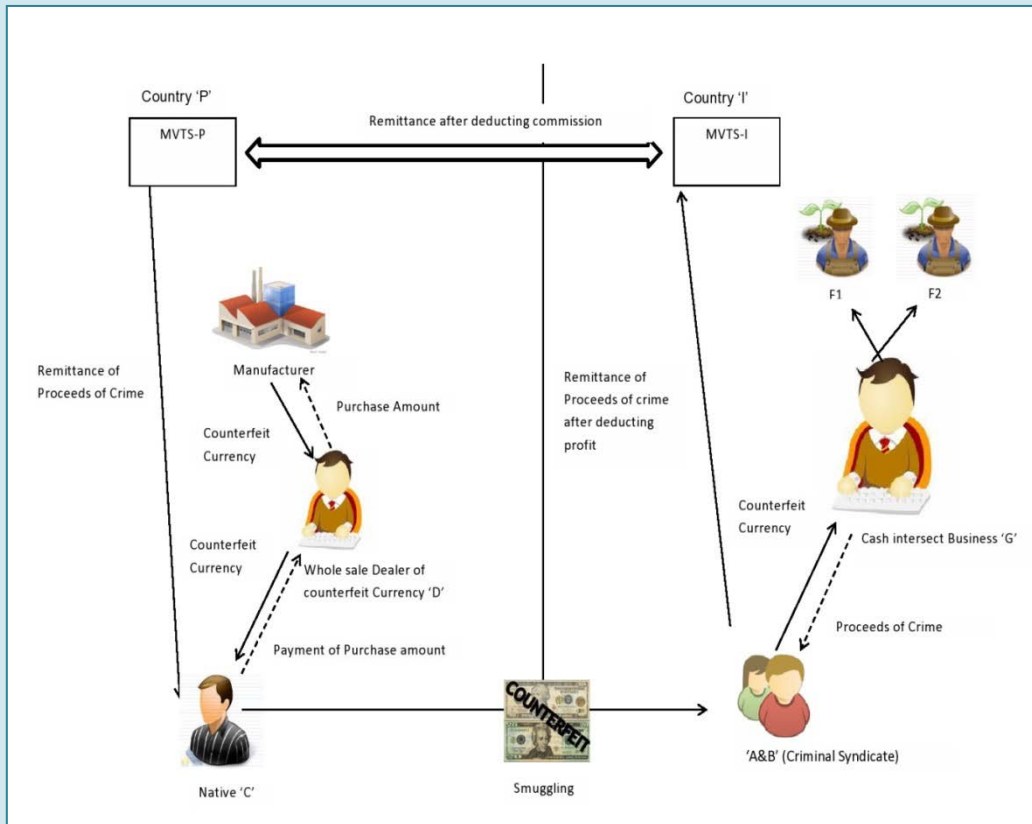 Country 'P'
MVTS-P
Remittance after deducting commission
Country 'I'
MVTS-I
F1
F2
Manufacturer
Remittance of
Proceeds of Crime
Purchase Amount
Counterfeit
Currency
Remittance of
Proceeds of crime
after deducting
profit
Counterfeit
Currency
Whole sale Dealer of
counterfeit Currency 'D'
Counterfeit
Currency
Cash intersect Business 'G'
Payment of Purchase amount
Proceeds of Crime
COUNTERFEIT
Native 'C'
Smuggling
'A&B' (Criminal Syndicate)